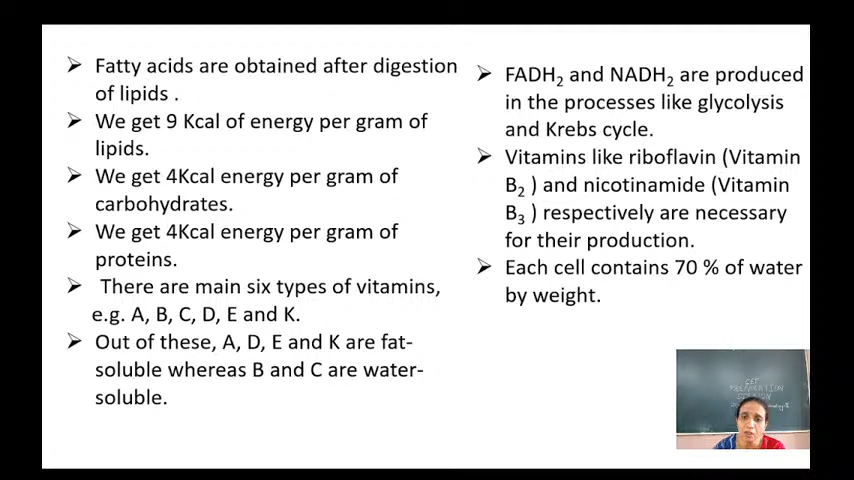 ➢ Fatty acids are obtained after digestion
of lipids .
➢ We get 9 Kcal of energy per gram of
lipids.
➢ We get 4Kcal energy per gram of
carbohydrates.
➢ We get 4Kcal energy per gram of
proteins.
➢ There are main six types of vitamins,
e.g. A, B, C, D, E and K.
➢ Out of these, A, D, E and K are fat-
soluble whereas B and C are water-
soluble.
➢ FADH₂ and NADH₂ are produced
in the processes like glycolysis
and Krebs cycle.
➢ Vitamins like riboflavin (Vitamin
B₂ ) and nicotinamide (Vitamin
B₃ ) respectively are necessary
for their production.
➢ Each cell contains 70 % of water
by weight.